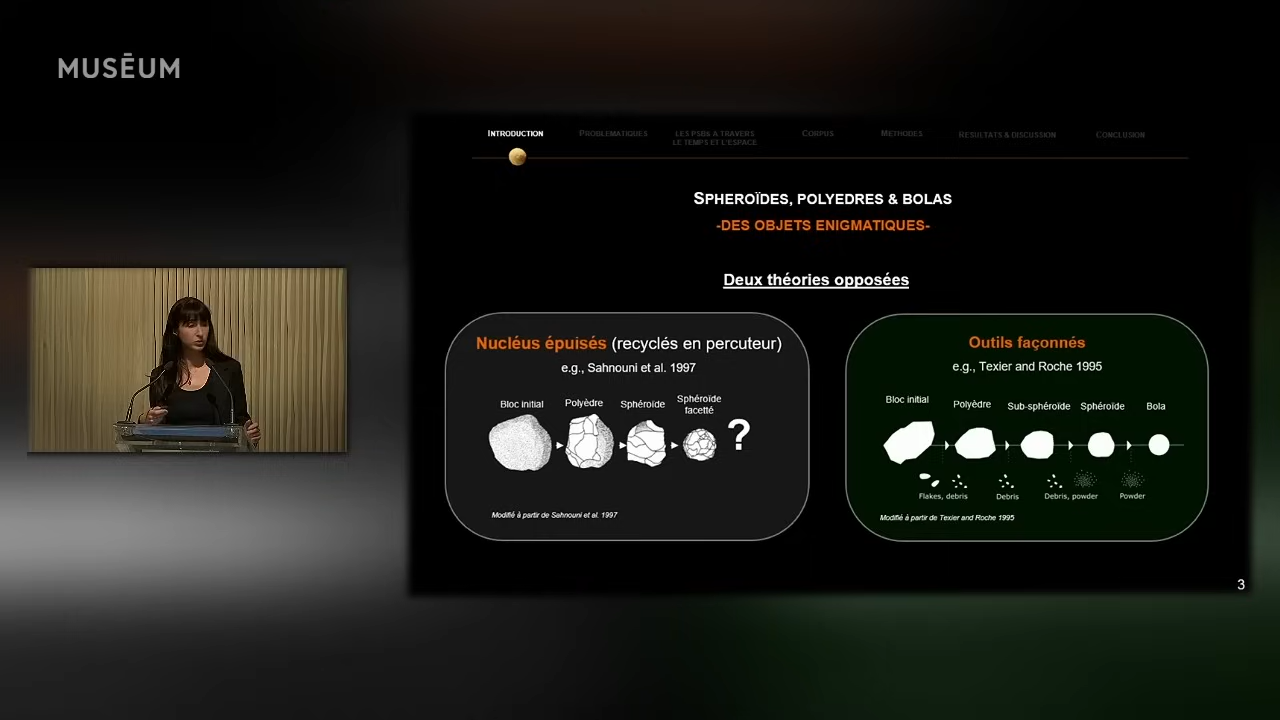 MUSĒUM
INTRODUCTION
PROBLÉMATIQUES
LES PSBS À TRAVERS
LE TEMPS ET L'ESPACE
CORPUS
METHODES
RESULTATS & DISCUSSION
CONCLUSION
SPHEROÏDES, POLYEDRES & BOLAS
-DES OBJETS ENIGMATIQUES-
Deux théories opposées
Nucléus épuisés (recyclés en percuteur)
e.g., Sahnouni et al. 1997
Bloc initial
Polyèdre
Sphéroïde
Sphéroïde
facetté
?
Modifié à partir de Sahnouni et al. 1997
Outils façonnés
e.g., Texier and Roche 1995
Bloc initial
Polyèdre
Sub-sphéroïde
Sphéroïde
Bola
Flakes, debris
Debris
Debris, powder
Powder
Modifié à partir de Texier and Roche 1995
3